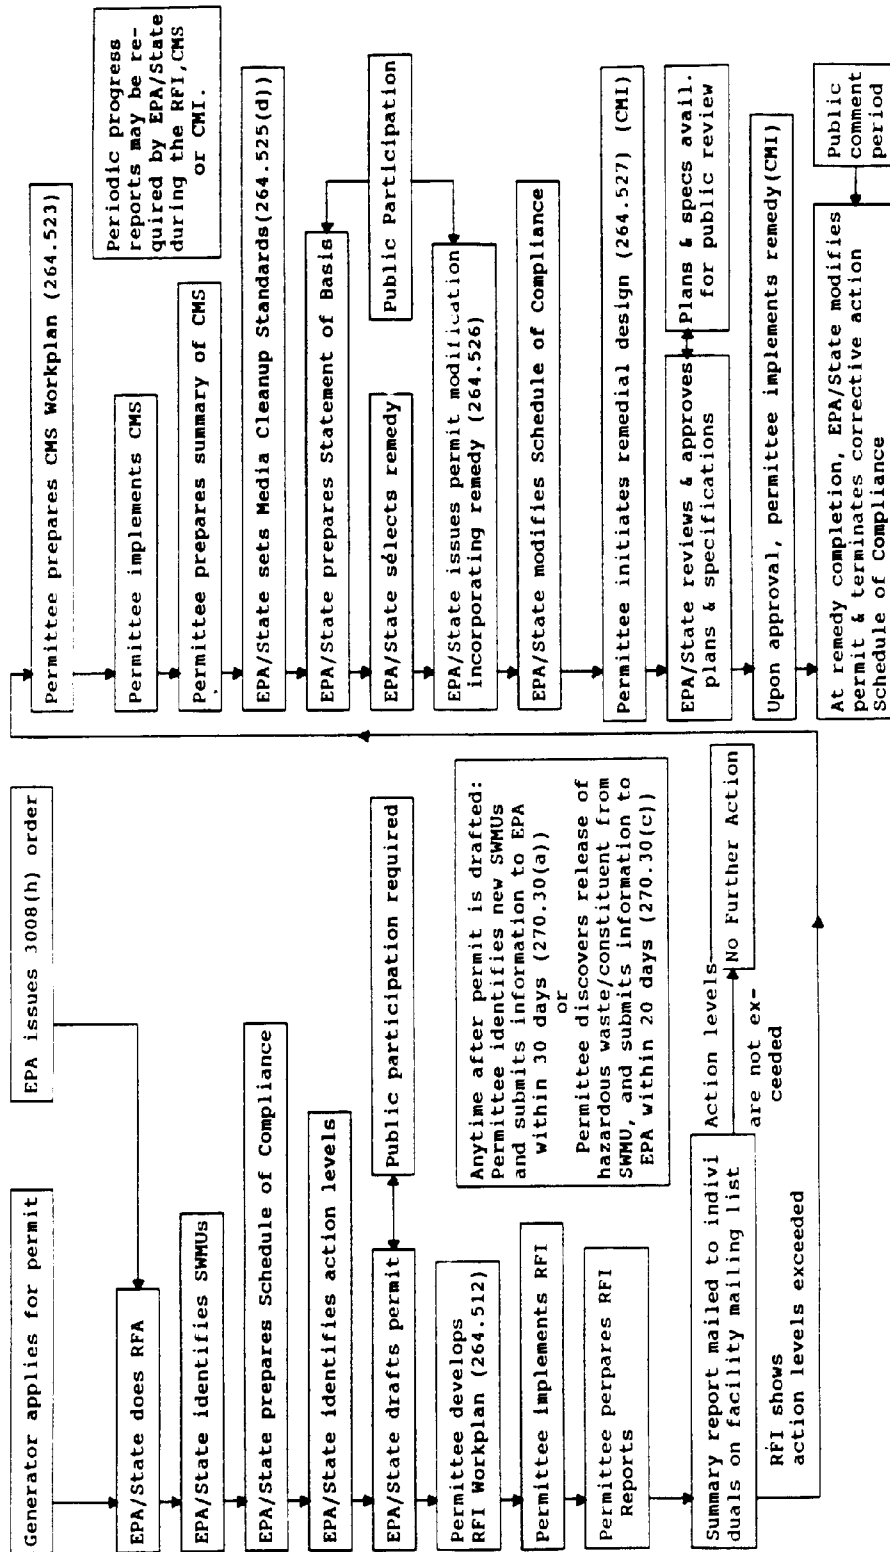 Generator applies for permit
EPA issues 3008(h) order
EPA/State does RFA
EPA/State identifies SWMUs
EPA/State prepares Schedule of Compliance
EPA/State identifies action levels
EPA/State drafts permit
Public participation required
Permittee develops
RFI Workplan (264.512)
Permittee implements RFI
Permittee perpares RFI
Reports
Anytime after permit is drafted:
Permittee identifies new SWMUs
and submits information to EPA
within 30 days (270.30(a))
or
Permittee discovers release of
hazardous waste/constituent from
SWMU, and submits information to
EPA within 20 days (270.30(c)
Summary report mailed to indivi
duals on facility mailing list
Action levels
are not ex-
ceeded
No Further Action
RFI shows
action levels exceeded
Permittee prepares CMS Workplan (264.523)
Permittee implements CMS
Permittee prepares summary of CMS
Periodic progress
reports may be re-
quired by EPA/State
during the RFI,CMS
or CMI.
EPA/State sets Media Cleanup Standards(264.525(d))
EPA/State prepares Statement of Basis
EPA/State sélects remedy
Public Participation
EPA/State issues permit modification
incorporating remedy (264.526)
EPA/State modifies Schedule of Compliance
Permittee initiates remedial design (264.527) (CMI)
EPA/State reviews & approves
plans & specifications
Plans & specs avail.
for public review
Upon approval, permittee implements remedy(CMI)
At remedy completion, EPA/State modifies
permit & terminates corrective action
Schedule of Compliance
Public
comment
period